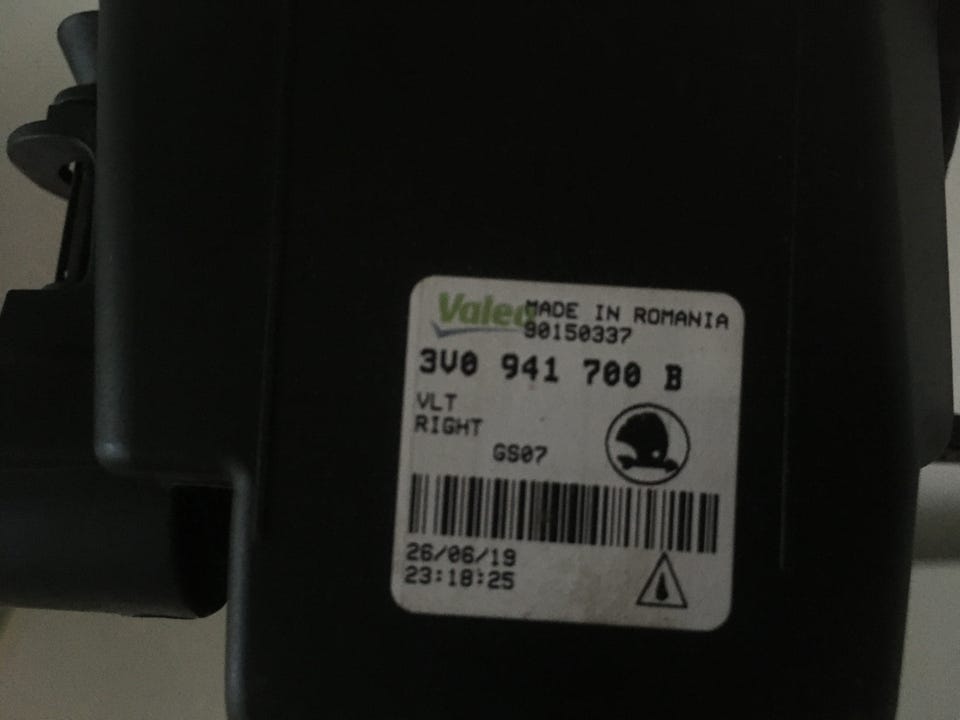 Valeo MADE IN ROMANIA
90150337
3V0 941 700 B
VLT
RIGHT
GS07
26/06/19
23:18:25